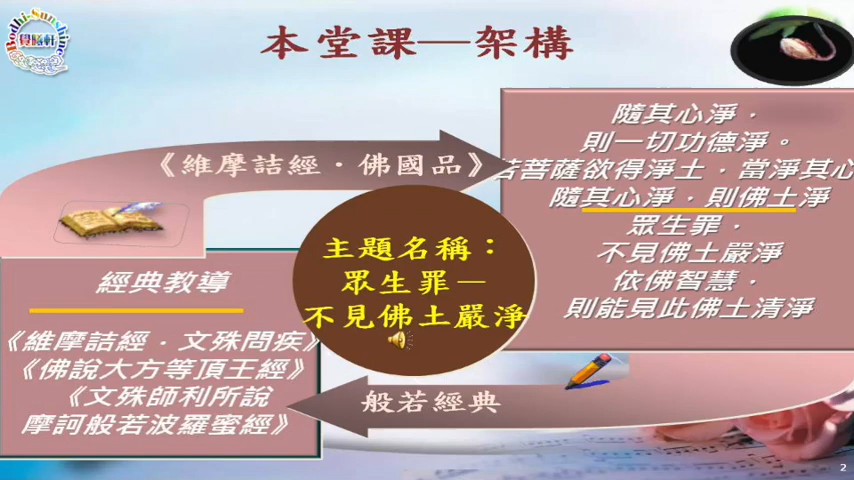 Bodhi-Sunshine
覺曦軒
本堂課—架構
《維摩詰經．佛國品》
隨其心淨．
則一切功德淨。
若菩薩欲得淨土．當淨其心
隨其心淨．則佛土淨
眾生罪．
不見佛土嚴淨
依佛智慧．
則能見此佛土清淨
主題名稱：
眾生罪－
不見佛土嚴淨
經典教導
《維摩詰經．文殊問疾》
《佛說大方等頂王經》
《文殊師利所說
摩訶般若波羅蜜經》
般若經典
2